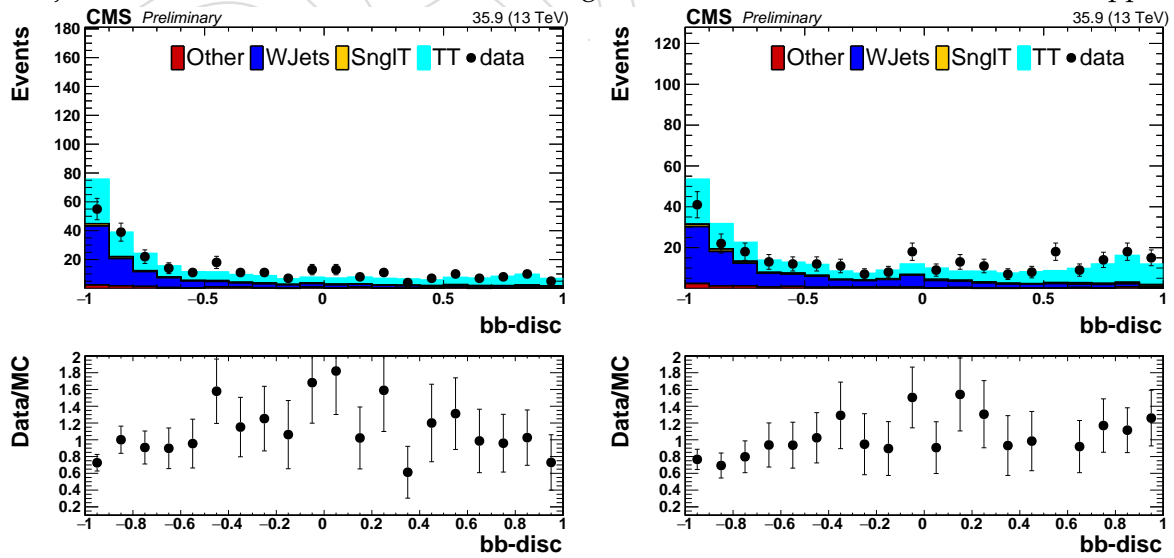 CMS Preliminary 35.9 (13 TeV)
Events
180
160
140
120
100
80
60
40
20
Other WJets SnglT TT data
−1 −0.5 0 0.5 1
bb-disc
Data/MC
2
1.8
1.6
1.4
1.2
1
0.8
0.6
0.4
0.2
−1 −0.8 −0.6 −0.4 −0.2 0 0.2 0.4 0.6 0.8 1
bb-disc
CMS Preliminary 35.9 (13 TeV)
Events
120
100
80
60
40
20
Other WJets SnglT TT data
−1 −0.5 0 0.5 1
bb-disc
Data/MC
2
1.8
1.6
1.4
1.2
1
0.8
0.6
0.4
0.2
−1 −0.8 −0.6 −0.4 −0.2 0 0.2 0.4 0.6 0.8 1
bb-disc